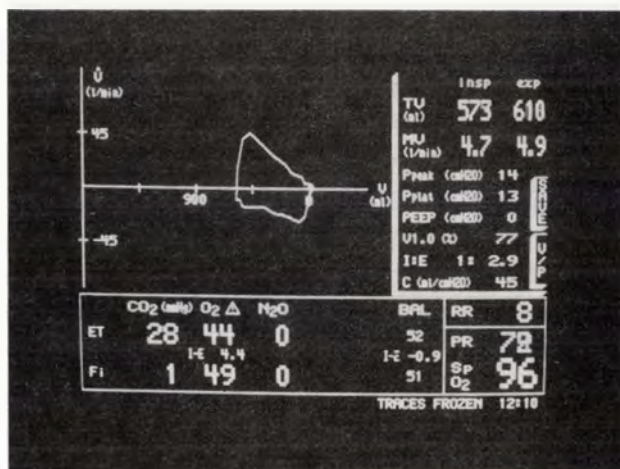 V̇
(l/min)
45
-45
900
0
V
(ml)
insp exp
TV (ml) 573 610
MV (l/min) 4.7 4.9
Ppeak (cmH2O) 14
Pplat (cmH2O) 13
PEEP (cmH2O) 0
V1.0 (%) 77
I:E 1: 2.9
C (ml/cmH2O) 45
SAVE
V/P
CO2 (mmHg) O2 N2O BAL
ET 28 44 0 52
I-E 4.4 I-E -0.9
Fi 1 49 0 51
RR 8
PR
SpO2 96
TRACES FROZEN 12:10